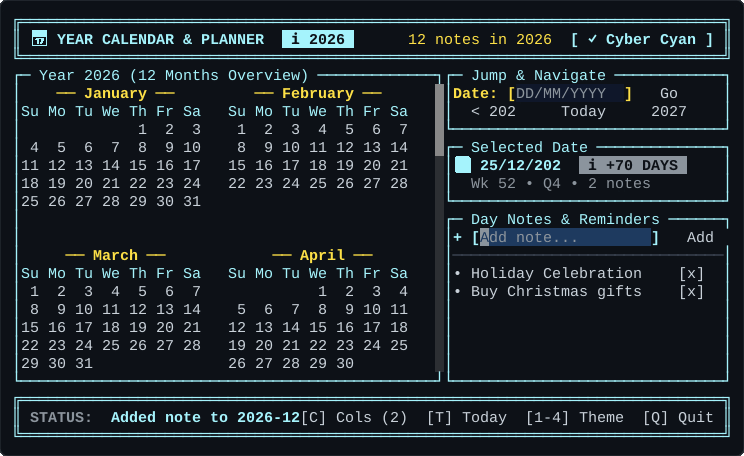 📅 YEAR CALENDAR & PLANNER  i 2026  12 notes in 2026  [ ✓ Cyber Cyan ]
Year 2026 (12 Months Overview)
── January ──  ── February ──
Su Mo Tu We Th Fr Sa  Su Mo Tu We Th Fr Sa
1 2 3  1 2 3 4 5 6 7
4 5 6 7 8 9 10  8 9 10 11 12 13 14
11 12 13 14 15 16 17  15 16 17 18 19 20 21
18 19 20 21 22 23 24  22 23 24 25 26 27 28
25 26 27 28 29 30 31
── March ──  ── April ──
Su Mo Tu We Th Fr Sa  Su Mo Tu We Th Fr Sa
1 2 3 4 5 6 7  1 2 3 4
8 9 10 11 12 13 14  5 6 7 8 9 10 11
15 16 17 18 19 20 21  12 13 14 15 16 17 18
22 23 24 25 26 27 28  19 20 21 22 23 24 25
29 30 31  26 27 28 29 30
Jump & Navigate
Date: [DD/MM/YYYY ]  Go
< 202  Today  2027
Selected Date
25/12/202  i +70 DAYS
Wk 52 • Q4 • 2 notes
Day Notes & Reminders
+ [Add note... ]  Add
• Holiday Celebration  [x]
• Buy Christmas gifts  [x]
STATUS: Added note to 2026-12[C] Cols (2)  [T] Today  [1-4] Theme  [Q] Quit